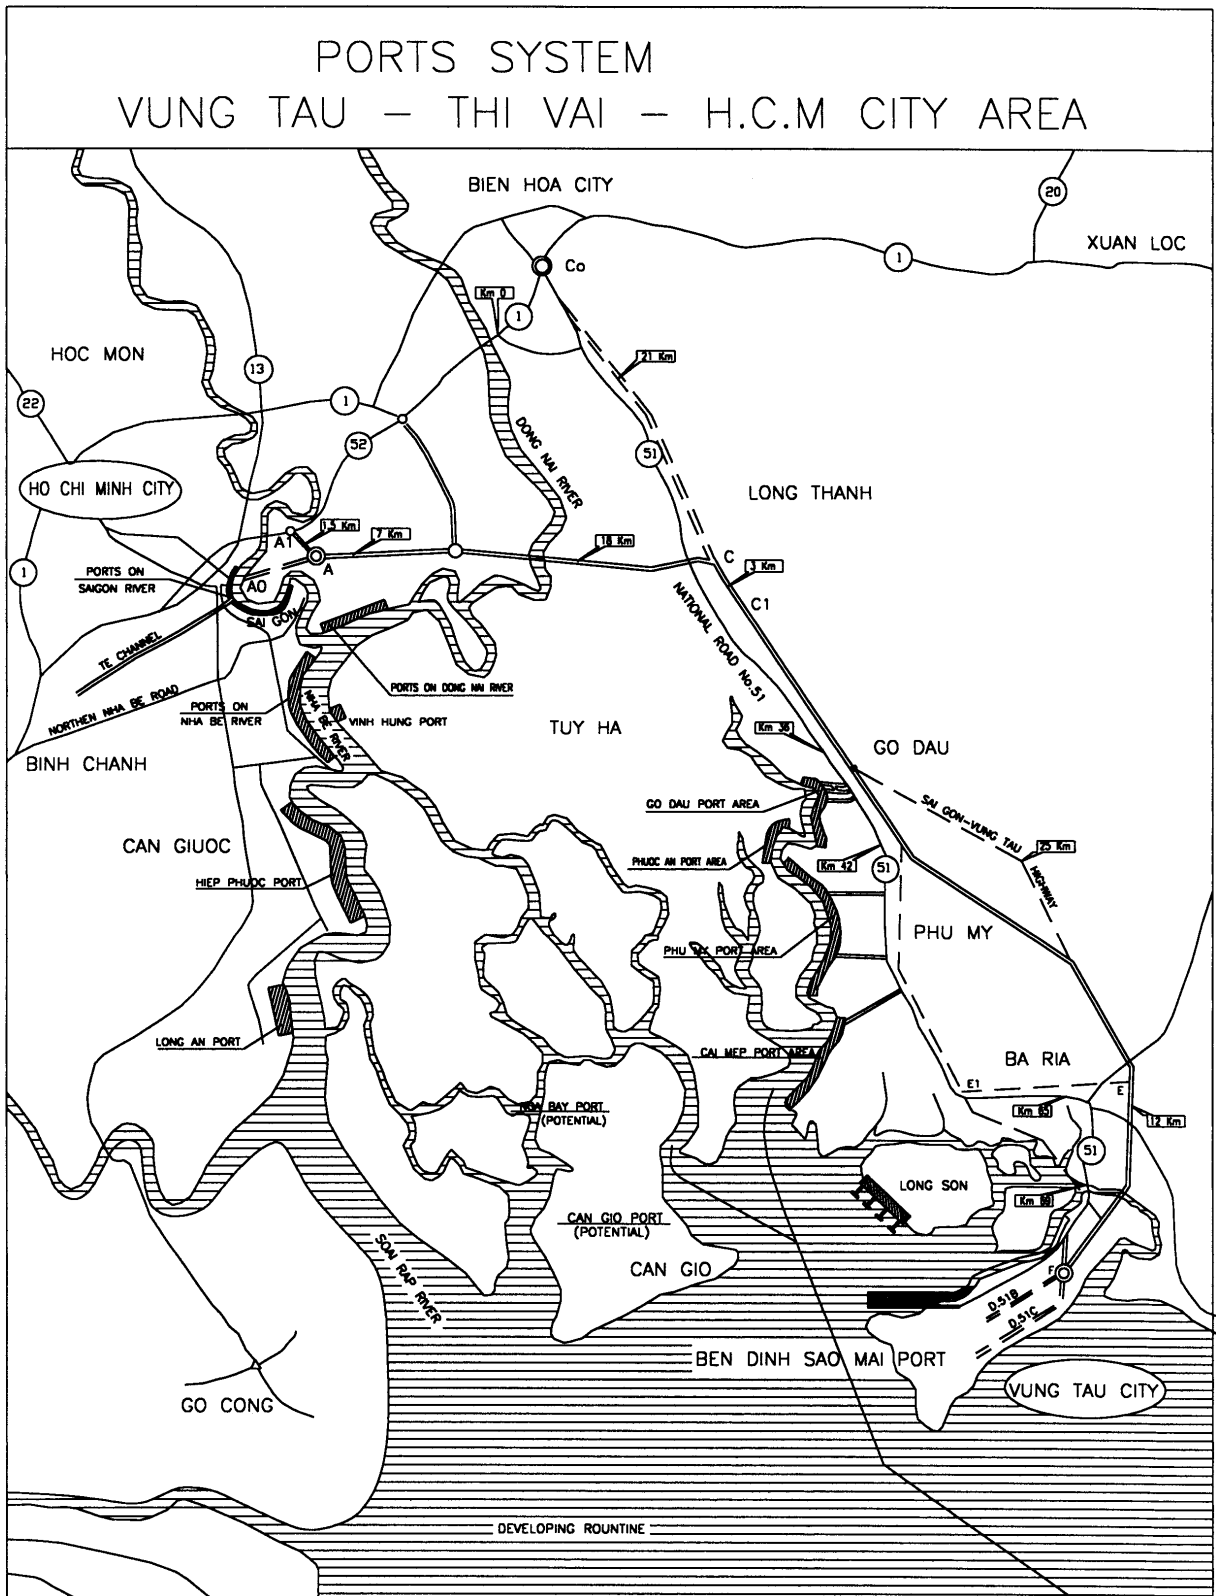 PORTS SYSTEM
VUNG TAU – THI VAI – H.C.M CITY AREA
BIEN HOA CITY
20
XUAN LOC
1
Co
Km 0
1
HOC MON
21 Km
13
22
1
DONG NAI RIVER
52
51
HO CHI MINH CITY
LONG THANH
A1
1,5 Km
7 Km
18 Km
C
A
3 Km
1
PORTS ON
SAIGON RIVER
A0
C1
SAI GON
TE CHANNEL
NATIONAL ROAD No.51
NORTHEN NHA BE ROAD
PORTS ON DONG NAI RIVER
PORTS ON
NHA BE RIVER
NHA BE RIVER
VINH HUNG PORT
TUY HA
Km 36
GO DAU
BINH CHANH
GO DAU PORT AREA
SAI GON-VUNG TAU
HIGHWAY
CAN GIUOC
25 Km
PHUOC AN PORT AREA
Km 42
51
HIEP PHUOC PORT
PHU MY
PHU MY PORT AREA
LONG AN PORT
CAI MEP PORT AREA
BA RIA
E1
E
NGA BAY PORT
(POTENTIAL)
Km 65
12 Km
51
LONG SON
Km 69
CAN GIO PORT
(POTENTIAL)
SOAI RAP RIVER
CAN GIO
F
D.51B
D.51C
BEN DINH SAO MAI PORT
VUNG TAU CITY
GO CONG
DEVELOPING ROUNTINE